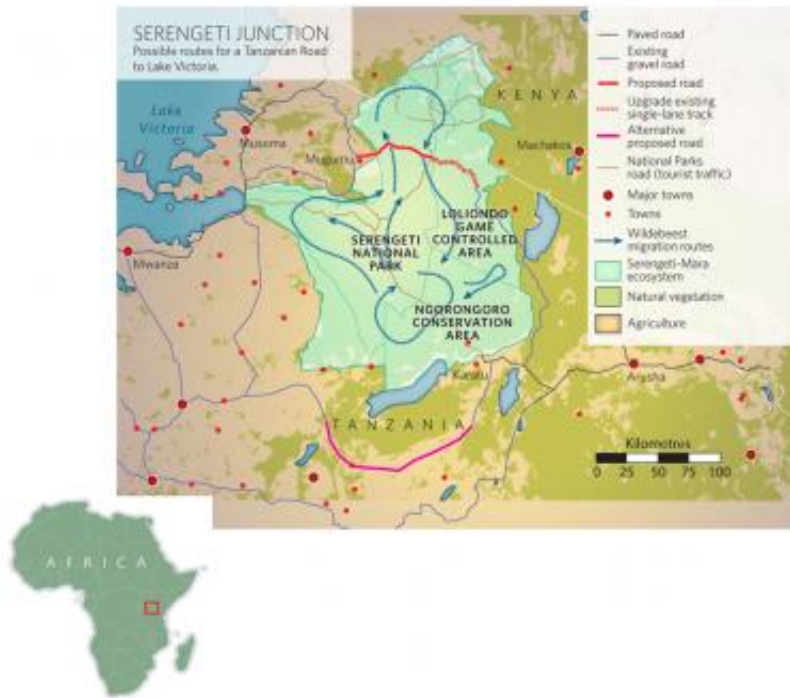 SERENGETI JUNCTION
Possible routes for a Tanzanian Road
to Lake Victoria.
Paved road
Existing
gravel road
Proposed road
Upgrade existing
single-lane track
Alternative
proposed road
National Parks
road (tourist traffic)
Major towns
Towns
Wildebeest
migration routes
Serengeti-Mara
ecosystem
Natural vegetation
Agriculture
KENYA
Lake
Victoria
Musoma
Mugumu
Machakos
LOLIONDO
GAME
CONTROLLED
AREA
SERENGETI
NATIONAL
PARK
Mwanza
NGORONGORO
CONSERVATION
AREA
Karatu
Arusha
TANZANIA
Kilometres
0 25 50 75 100
AFRICA